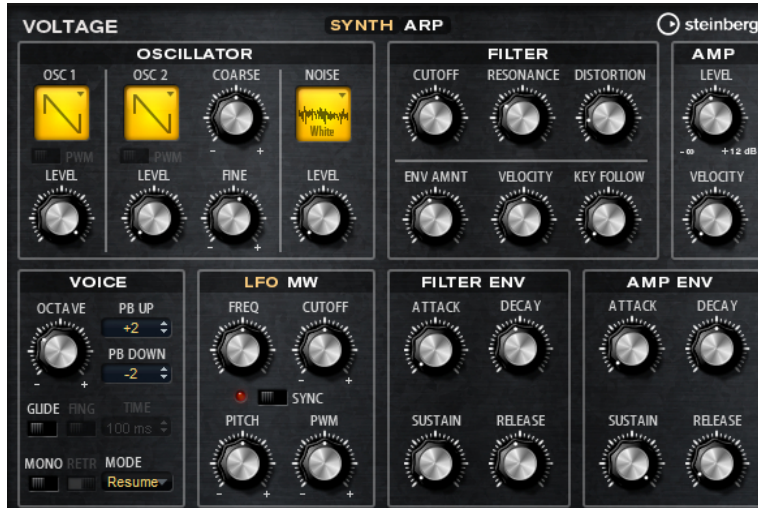 VOLTAGE
SYNTH ARP
steinberg
OSCILLATOR
OSC 1
OSC 2
COARSE
NOISE
White
- +
PWM
PWM
LEVEL
LEVEL
FINE
LEVEL
- +
FILTER
CUTOFF RESONANCE DISTORTION
ENV AMNT VELOCITY KEY FOLLOW
AMP
LEVEL
-∞ +12 dB
VELOCITY
VOICE
OCTAVE
- +
PB UP
+2
PB DOWN
-2
GLIDE FING TIME
100 ms
MONO RETR MODE
Resume
LFO MW
FREQ CUTOFF
- +
SYNC
PITCH PWM
- + - +
FILTER ENV
ATTACK DECAY
SUSTAIN RELEASE
AMP ENV
ATTACK DECAY
SUSTAIN RELEASE